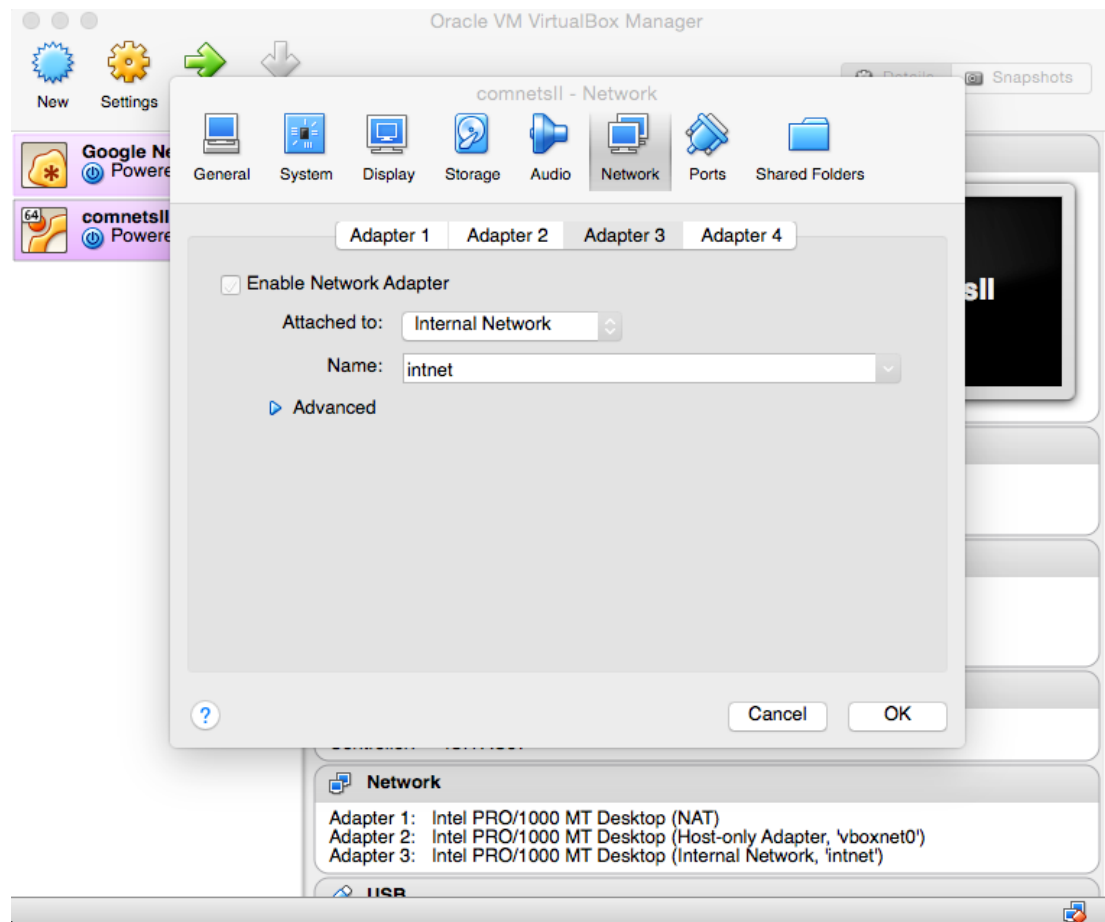 Oracle VM VirtualBox Manager
New
Settings
Details
Snapshots
comnetsII - Network
General
System
Display
Storage
Audio
Network
Ports
Shared Folders
Google Ne
Powere
64
comnetsII
Powere
Adapter 1
Adapter 2
Adapter 3
Adapter 4
Enable Network Adapter
Attached to:
Internal Network
Name:
intnet
Advanced
sII
?
Cancel
OK
Network
Adapter 1: Intel PRO/1000 MT Desktop (NAT)
Adapter 2: Intel PRO/1000 MT Desktop (Host-only Adapter, 'vboxnet0')
Adapter 3: Intel PRO/1000 MT Desktop (Internal Network, 'intnet')
USB